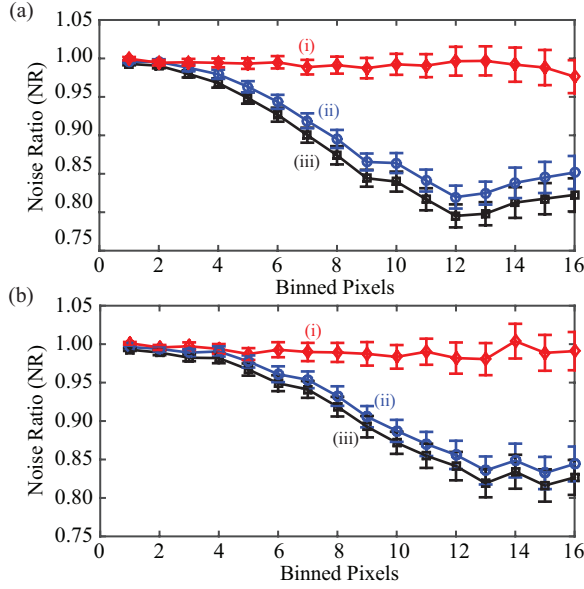 (a)
1.05
1.00
0.95
0.90
0.85
0.80
0.75
Noise Ratio (NR)
(i)
(ii)
(iii)
0 2 4 6 8 10 12 14 16
Binned Pixels
(b)
1.05
1.00
0.95
0.90
0.85
0.80
0.75
Noise Ratio (NR)
(i)
(ii)
(iii)
0 2 4 6 8 10 12 14 16
Binned Pixels